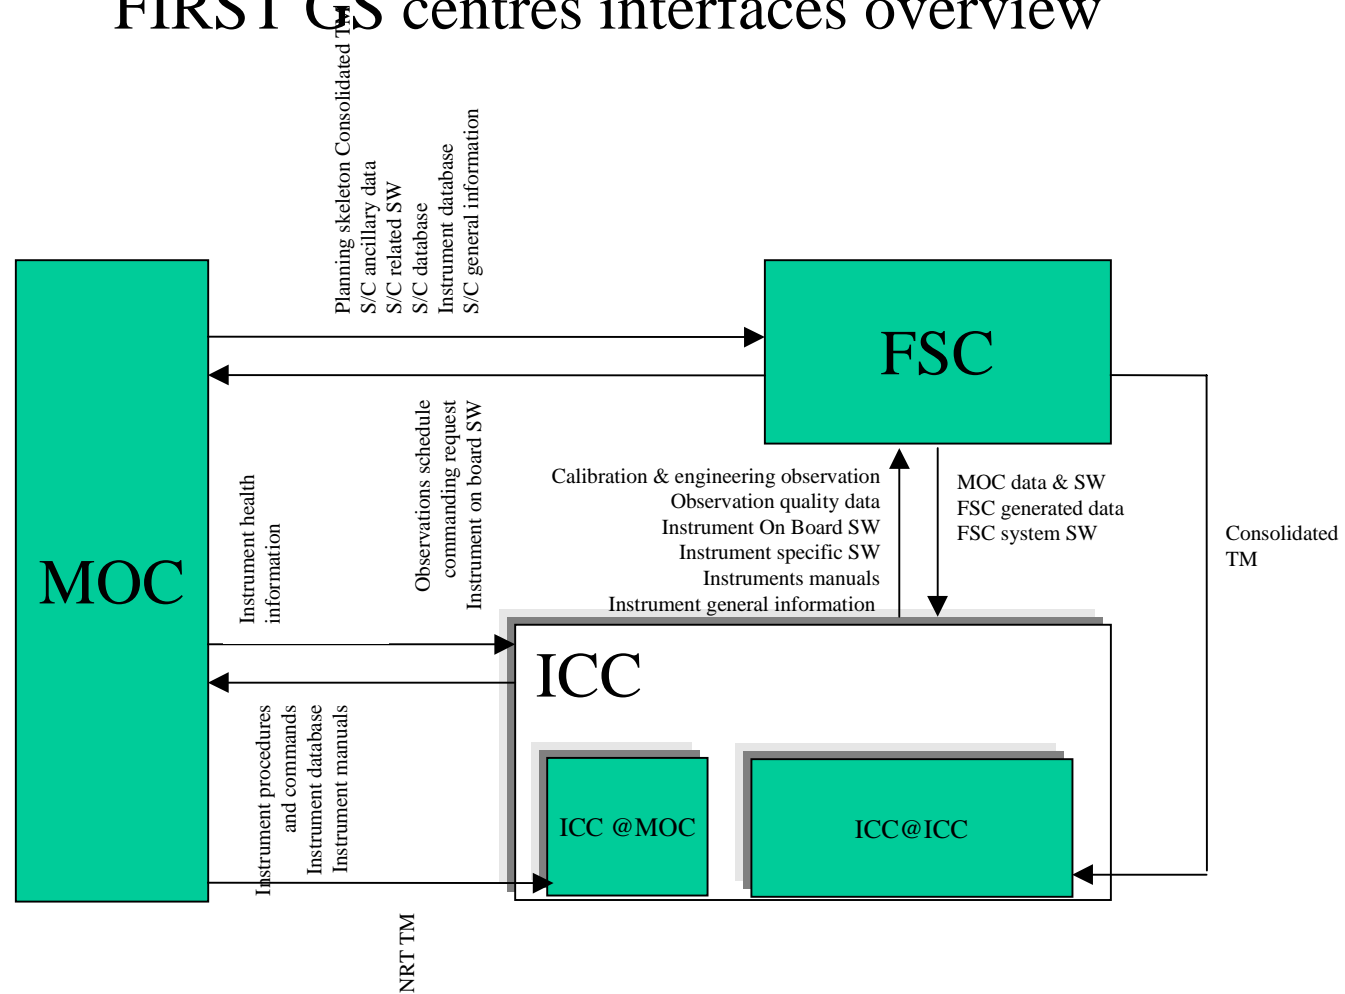 FIRST GS centres interfaces overview
Planning skeleton Consolidated TM
S/C ancillary data
S/C related SW
S/C database
Instrument database
S/C general information
MOC
FSC
Observations schedule
commanding request
Instrument on board SW
Instrument health
information
Calibration & engineering observation
Observation quality data
Instrument On Board SW
Instrument specific SW
Instruments manuals
Instrument general information
MOC data & SW
FSC generated data
FSC system SW
Consolidated
TM
ICC
Instrument procedures
and commands
Instrument database
Instrument manuals
ICC @MOC
ICC@ICC
NRT TM